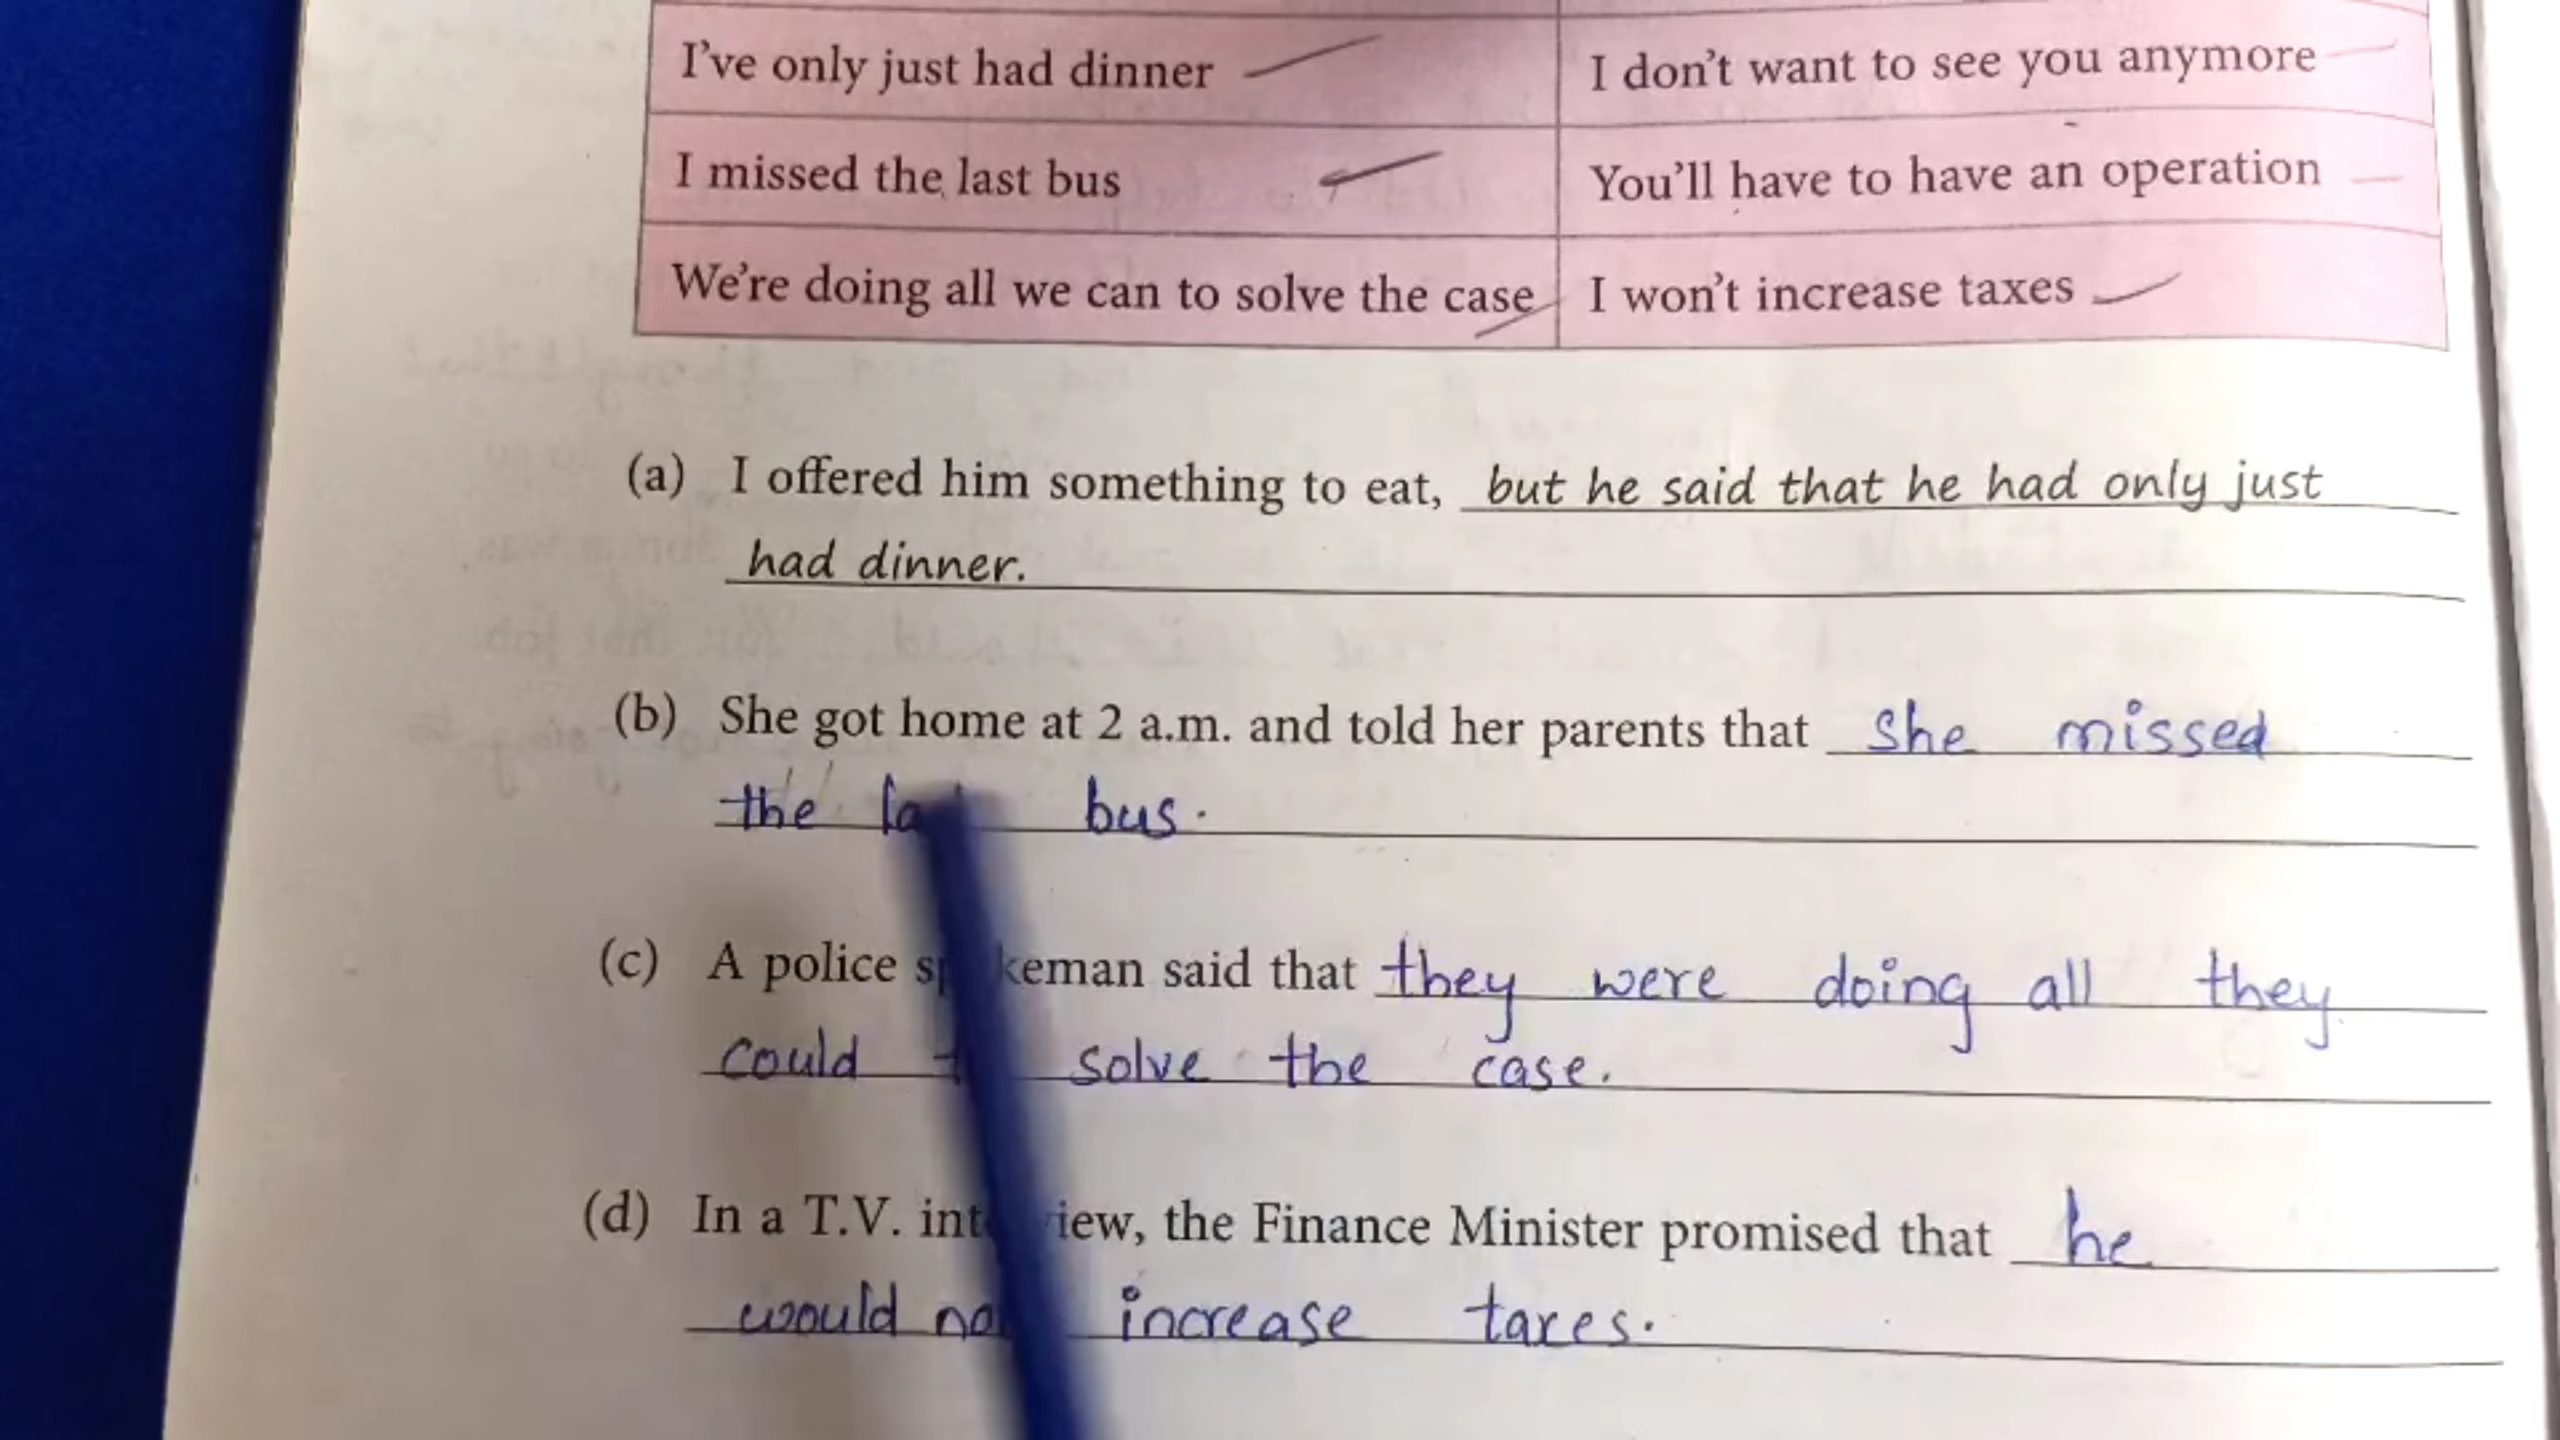 I've only just had dinner I don't want to see you anymore
I missed the last bus You'll have to have an operation
We're doing all we can to solve the case I won't increase taxes
(a) I offered him something to eat, but he said that he had only just
had dinner.
(b) She got home at 2 a.m. and told her parents that she missed
the bus.
(c) A police said that they were doing all they
could solve the case.
(d) In a T.V. the Finance Minister promised that he
would increase taxes.